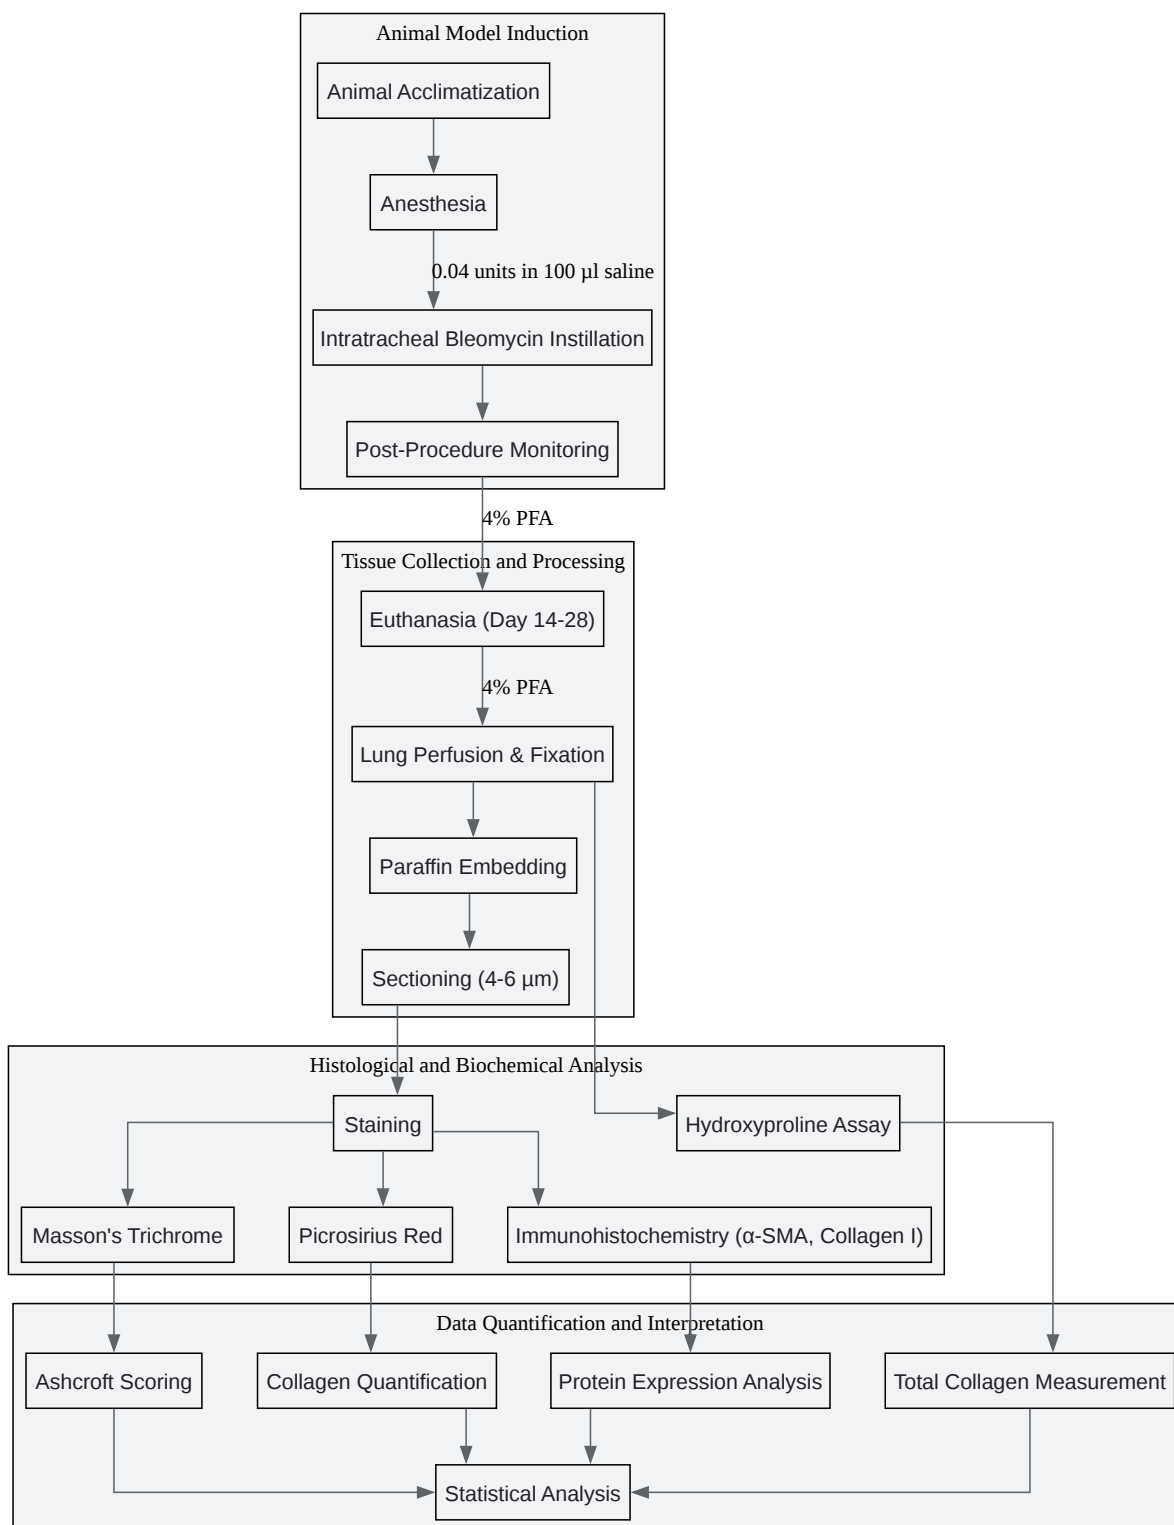 Animal Model Induction
Animal Acclimatization
Anesthesia
0.04 units in 100 µl saline
Intratracheal Bleomycin Instillation
Post-Procedure Monitoring
4% PFA
Tissue Collection and Processing
Euthanasia (Day 14-28)
4% PFA
Lung Perfusion & Fixation
Paraffin Embedding
Sectioning (4-6 µm)
Histological and Biochemical Analysis
Staining
Hydroxyproline Assay
Masson's Trichrome
Picrosirius Red
Immunohistochemistry (α-SMA, Collagen I)
Data Quantification and Interpretation
Ashcroft Scoring
Collagen Quantification
Protein Expression Analysis
Total Collagen Measurement
Statistical Analysis